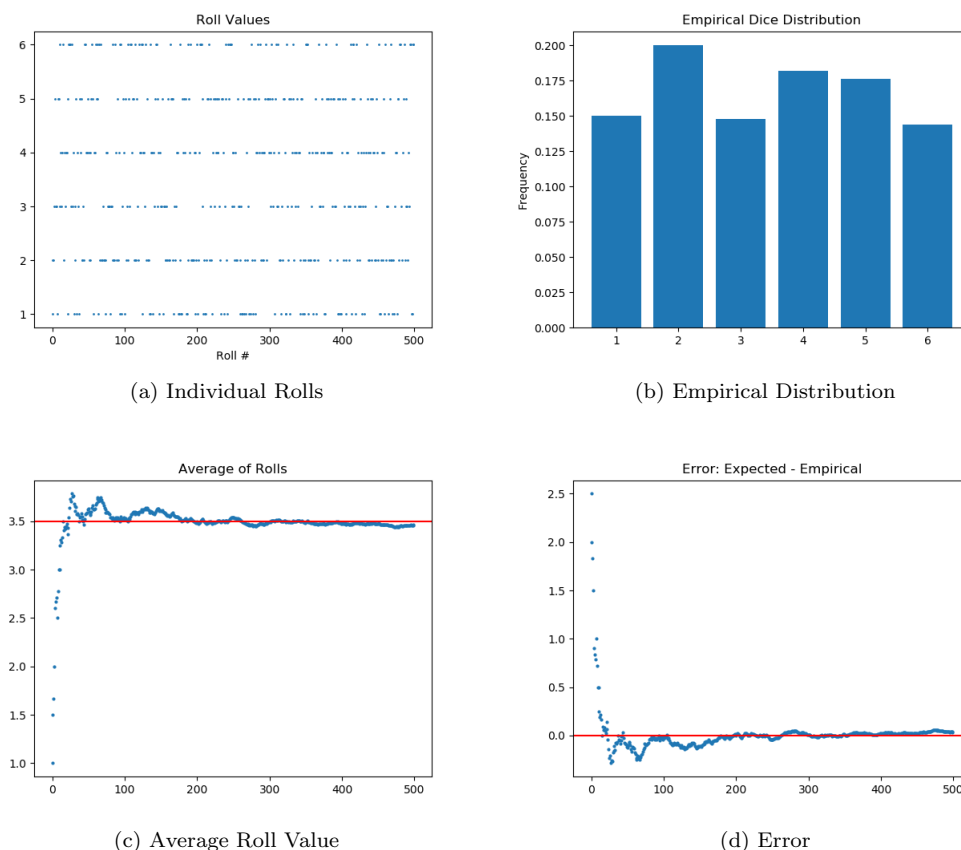 Roll Values
6
5
4
3
2
1
0 100 200 300 400 500
Roll #
(a) Individual Rolls
Empirical Dice Distribution
0.200
0.175
0.150
0.125
0.100
0.075
0.050
0.025
0.000
Frequency
1 2 3 4 5 6
(b) Empirical Distribution
Average of Rolls
3.5
3.0
2.5
2.0
1.5
1.0
0 100 200 300 400 500
(c) Average Roll Value
Error: Expected - Empirical
2.5
2.0
1.5
1.0
0.5
0.0
0 100 200 300 400 500
(d) Error